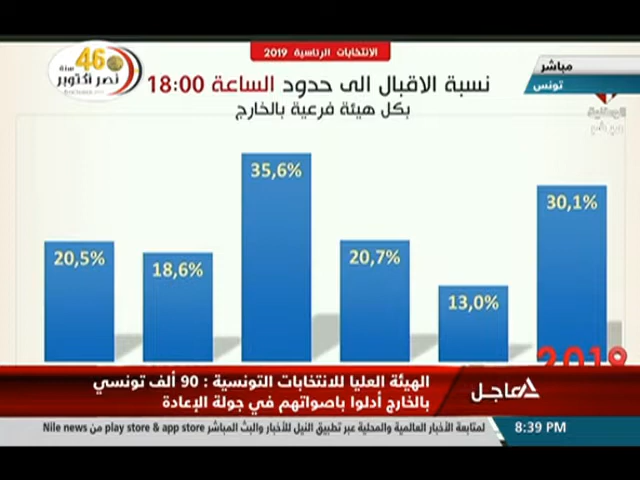 الانتخابات الرئاسية 2019
46 سنة
نصر أكتوبر
مباشر
تونس
نسبة الاقبال الى حدود الساعة 18:00
بكل هيئة فرعية بالخارج
الوطنية
20,5%
18,6%
35,6%
20,7%
13,0%
30,1%
2019
عاجل
الهيئة العليا للانتخابات التونسية : 90 ألف تونسي
بالخارج أدلوا باصواتهم في جولة الإعادة
لمتابعة الأخبار العالمية والمحلية عبر تطبيق النيل للأخبار والبث المباشر play store & app store من Nile news
8:39 PM